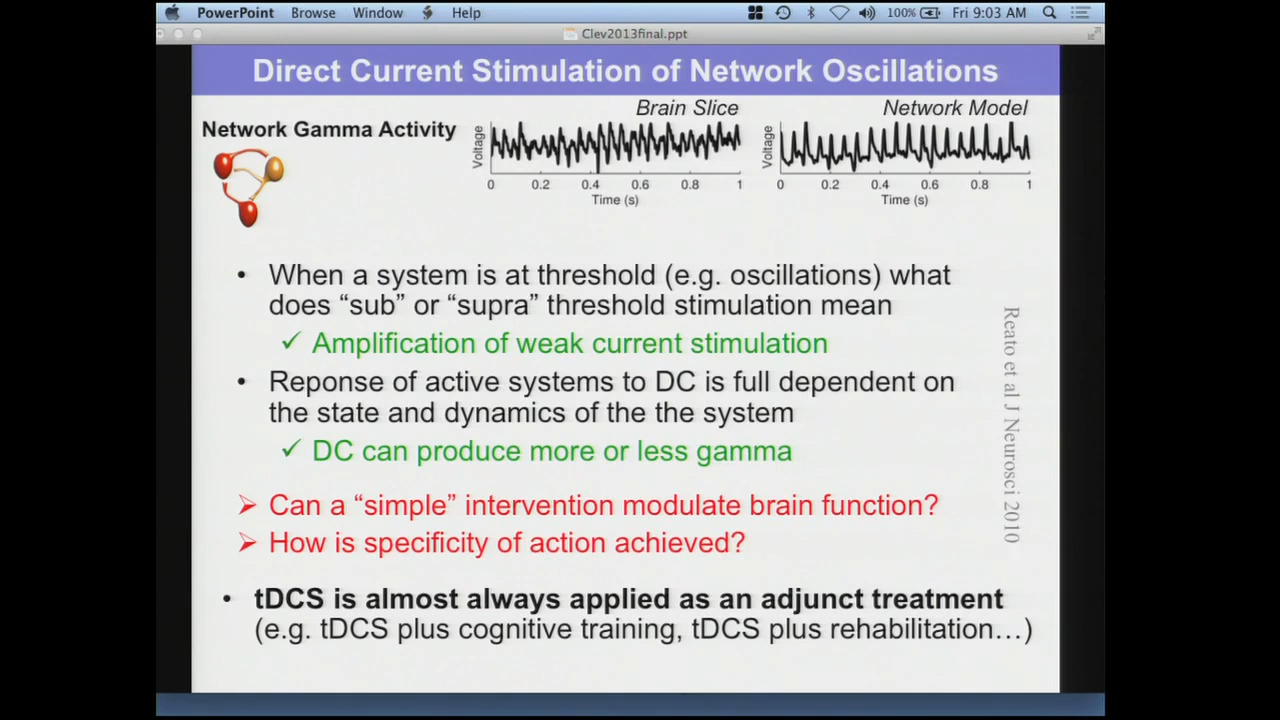 PowerPoint Browse Window Help 100% Fri 9:03 AM
Clev2013final.ppt
Direct Current Stimulation of Network Oscillations
Network Gamma Activity
Brain Slice
Voltage
0 0.2 0.4 0.6 0.8 1
Time (s)
Network Model
Voltage
0 0.2 0.4 0.6 0.8 1
Time (s)
• When a system is at threshold (e.g. oscillations) what
does “sub” or “supra” threshold stimulation mean
✓ Amplification of weak current stimulation
• Reponse of active systems to DC is full dependent on
the state and dynamics of the the system
✓ DC can produce more or less gamma
➢ Can a “simple” intervention modulate brain function?
➢ How is specificity of action achieved?
• tDCS is almost always applied as an adjunct treatment
(e.g. tDCS plus cognitive training, tDCS plus rehabilitation…)
Reato et al J Neurosci 2010